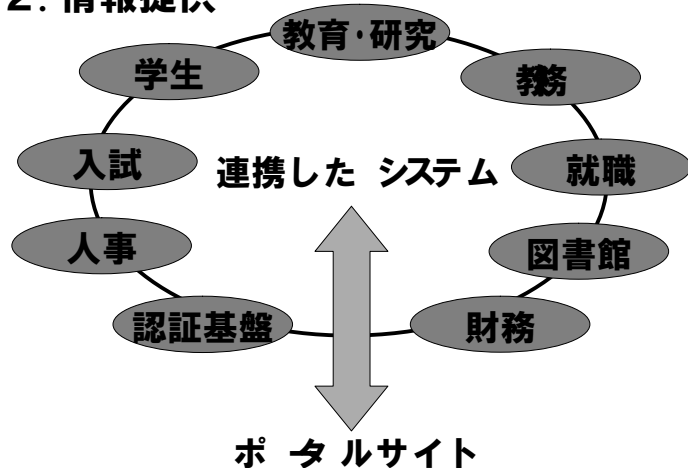 2. 情報提供
教育・研究
学生
教務
入試
連携した システム
就職
人事
図書館
認証基盤
財務
ポータルサイト